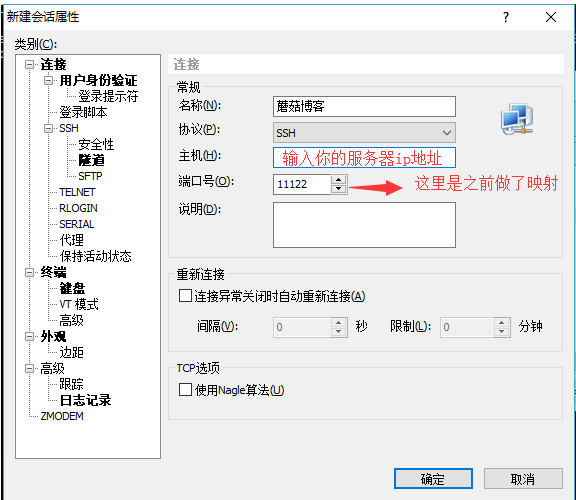 新建会话属性
类别(C):
连接
用户身份验证
登录提示符
登录脚本
SSH
安全性
隧道
SFTP
TELNET
RLOGIN
SERIAL
代理
保持活动状态
终端
键盘
VT 模式
高级
外观
边距
高级
跟踪
日志记录
ZMODEM
连接
常规
名称(N): 蘑菇博客
协议(P): SSH
主机(H): 输入你的服务器ip地址
端口号(O): 11122 这里是之前做了映射
说明(D):
重新连接
连接异常关闭时自动重新连接(A)
间隔(V): 0 秒 限制(L): 0 分钟
TCP选项
使用Nagle算法(U)
确定 取消